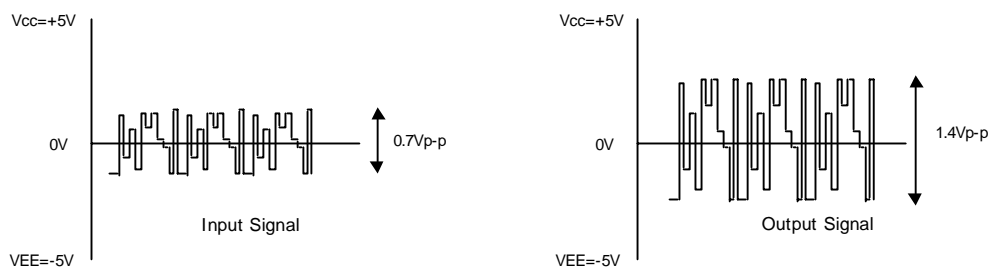 Vcc=+5V
0V
0.7Vp-p
Input Signal
VEE=-5V
Vcc=+5V
0V
1.4Vp-p
Output Signal
VEE=-5V